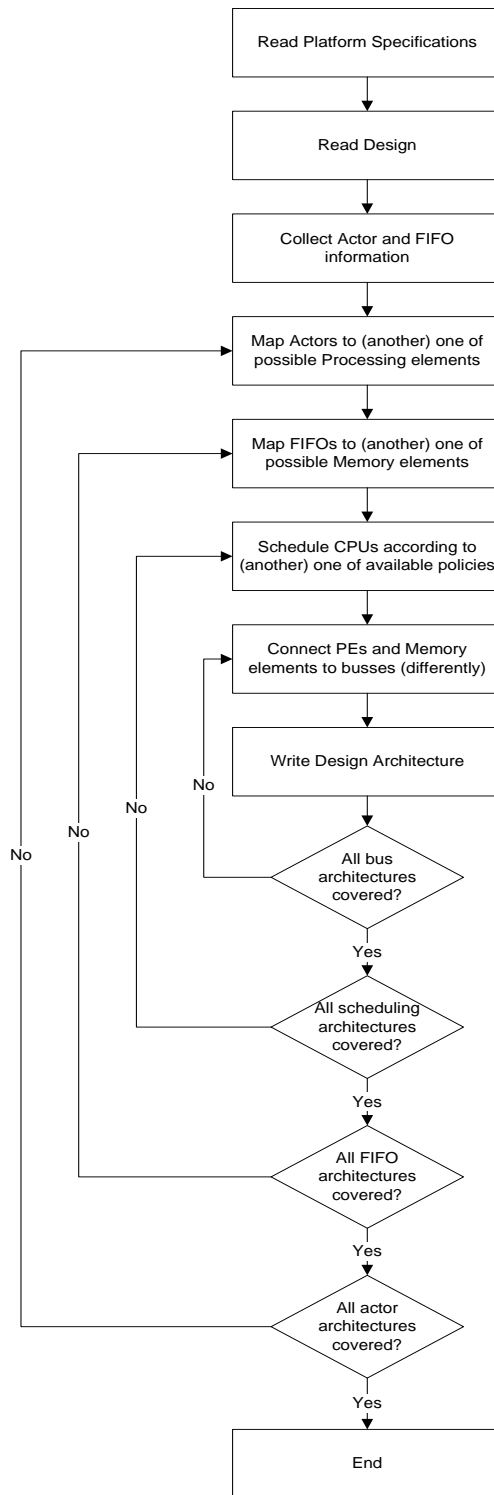 Read Platform Specifications
Read Design
Collect Actor and FIFO
information
Map Actors to (another) one of
possible Processing elements
Map FIFOs to (another) one of
possible Memory elements
Schedule CPUs according to
(another) one of available policies
Connect PEs and Memory
elements to busses (differently)
Write Design Architecture
No
No
No
No
All bus
architectures
covered?
Yes
All scheduling
architectures
covered?
Yes
All FIFO
architectures
covered?
Yes
All actor
architectures
covered?
Yes
End